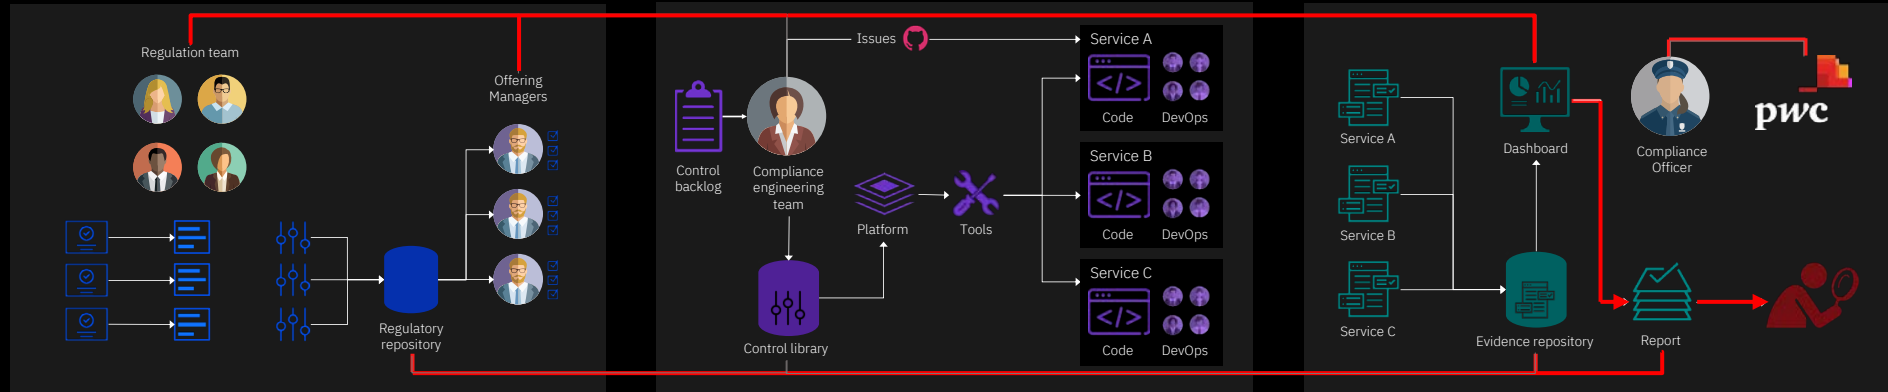 Regulation team
Offering
Managers
Regulatory
repository
Issues
Control
backlog
Compliance
engineering
team
Control library
Platform
Tools
Service A
</>
Code
DevOps
Service B
</>
Code
DevOps
Service C
</>
Code
DevOps
Service A
Service B
Service C
Dashboard
Evidence repository
Compliance
Officer
pwc
Report